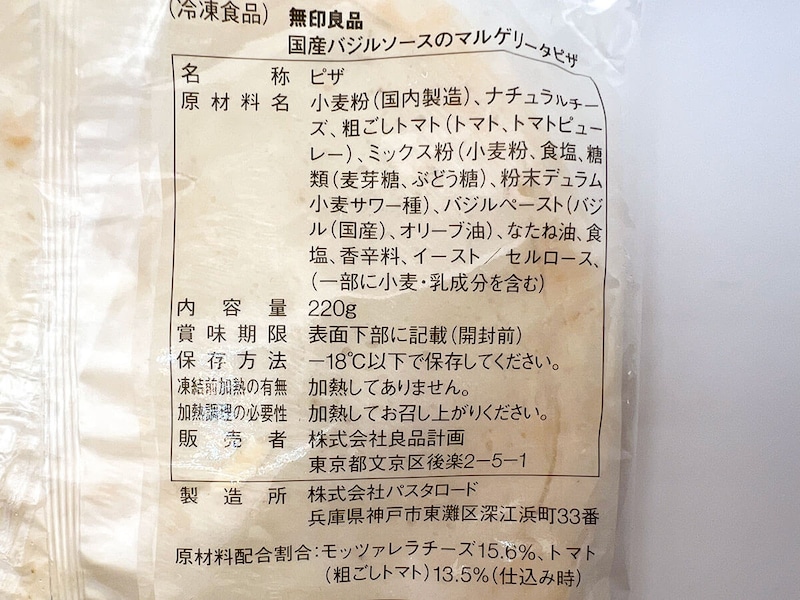 (冷凍食品) 無印良品
国産バジルソースのマルゲリータピザ
名称 ピザ
原材料名 小麦粉(国内製造)、ナチュラルチー
ズ、粗ごしトマト(トマト、トマトピュー
レー)、ミックス粉(小麦粉、食塩、糖
類(麦芽糖、ぶどう糖)、粉末デュラム
小麦サワー種)、バジルペースト(バジ
ル(国産)、オリーブ油)、なたね油、食
塩、香辛料、イースト/セルロース、
(一部に小麦・乳成分を含む)
内容量 220g
賞味期限 表面下部に記載(開封前)
保存方法 −18℃以下で保存してください。
凍結前加熱の有無 加熱してありません。
加熱調理の必要性 加熱してお召し上がりください。
販売者 株式会社良品計画
東京都文京区後楽2−5−1
製造所 株式会社パスタロード
兵庫県神戸市東灘区深江浜町33番
原材料配合割合:モッツァレラチーズ15.6%、トマト
(粗ごしトマト)13.5%(仕込み時)